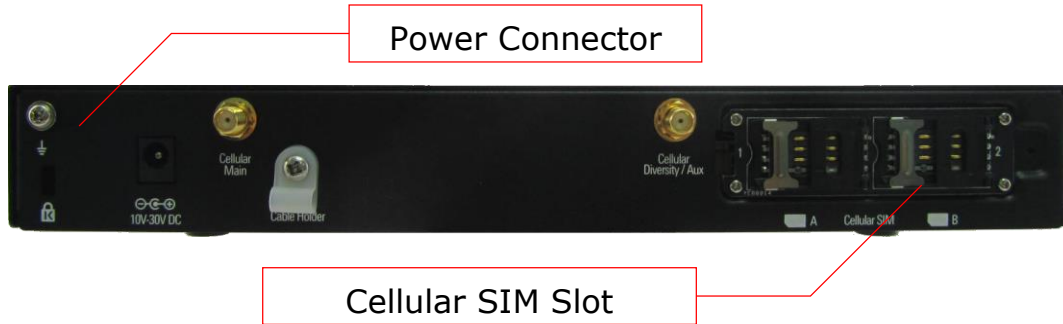 Power Connector
Cellular
Main
Cellular
Diversity / Aux
1
2
10V-30V DC
Cable Holder
A
Cellular SIM
B
Cellular SIM Slot